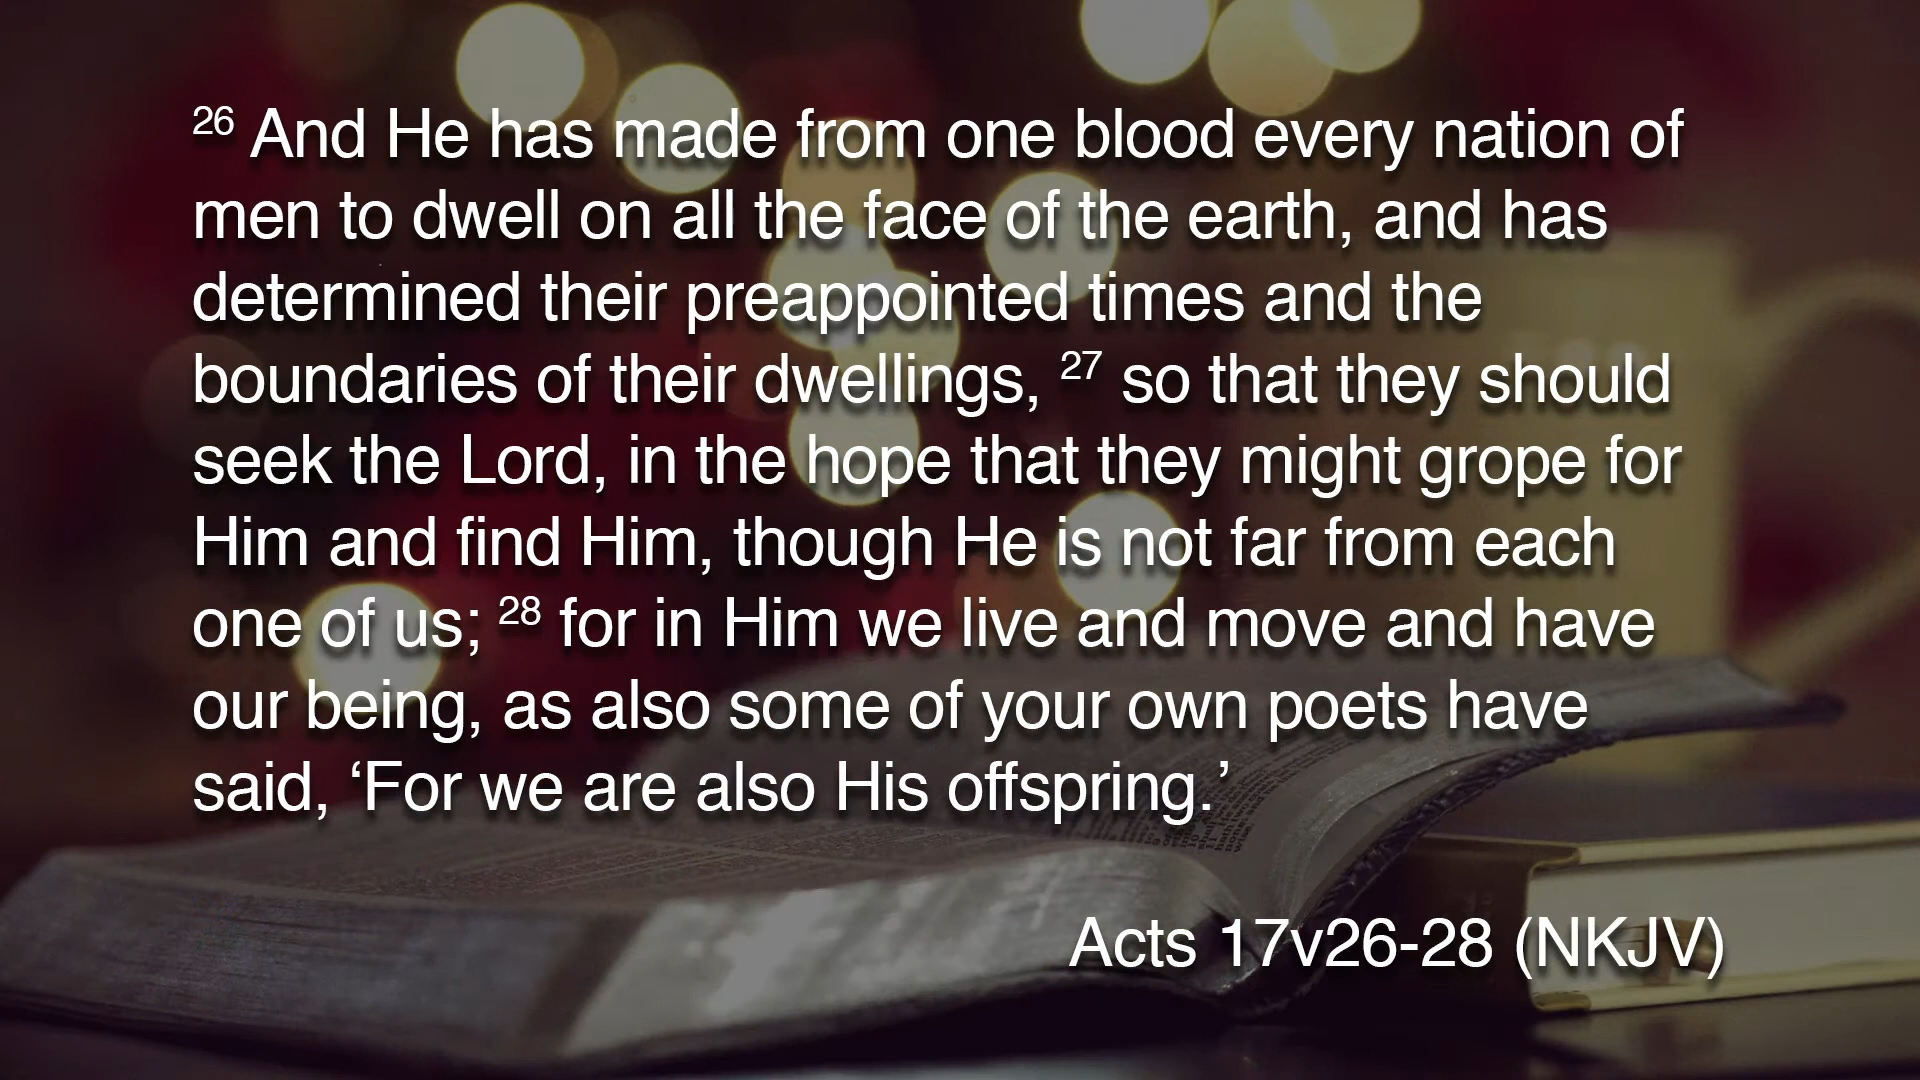 26 And He has made from one blood every nation of
men to dwell on all the face of the earth, and has
determined their preappointed times and the
boundaries of their dwellings, 27 so that they should
seek the Lord, in the hope that they might grope for
Him and find Him, though He is not far from each
one of us; 28 for in Him we live and move and have
our being, as also some of your own poets have
said, ‘For we are also His offspring.’
Acts 17v26-28 (NKJV)